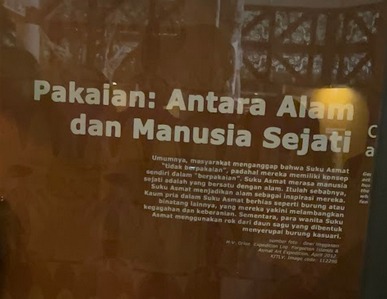 Pakaian: Antara Alam
dan Manusia Sejati
Umumnya, masyarakat menganggap bahwa Suku Asmat
"tidak berpakaian", padahal mereka memiliki konsep
sendiri dalam "berpakaian". Suku Asmat merasa manusia
sejati adalah yang bersatu dengan alam. Itulah sebabnya,
Suku Asmat menjadikan alam sebagai inspirasi mereka.
Kaum pria dalam Suku Asmat berhias seperti burung atau
binatang lainnya, yang mereka yakini melambangkan
kegagahan dan keberanian. Sementara, para wanita Suku
Asmat menggunakan rok dari daun sagu yang dibentuk
menyerupai burung kasuari.